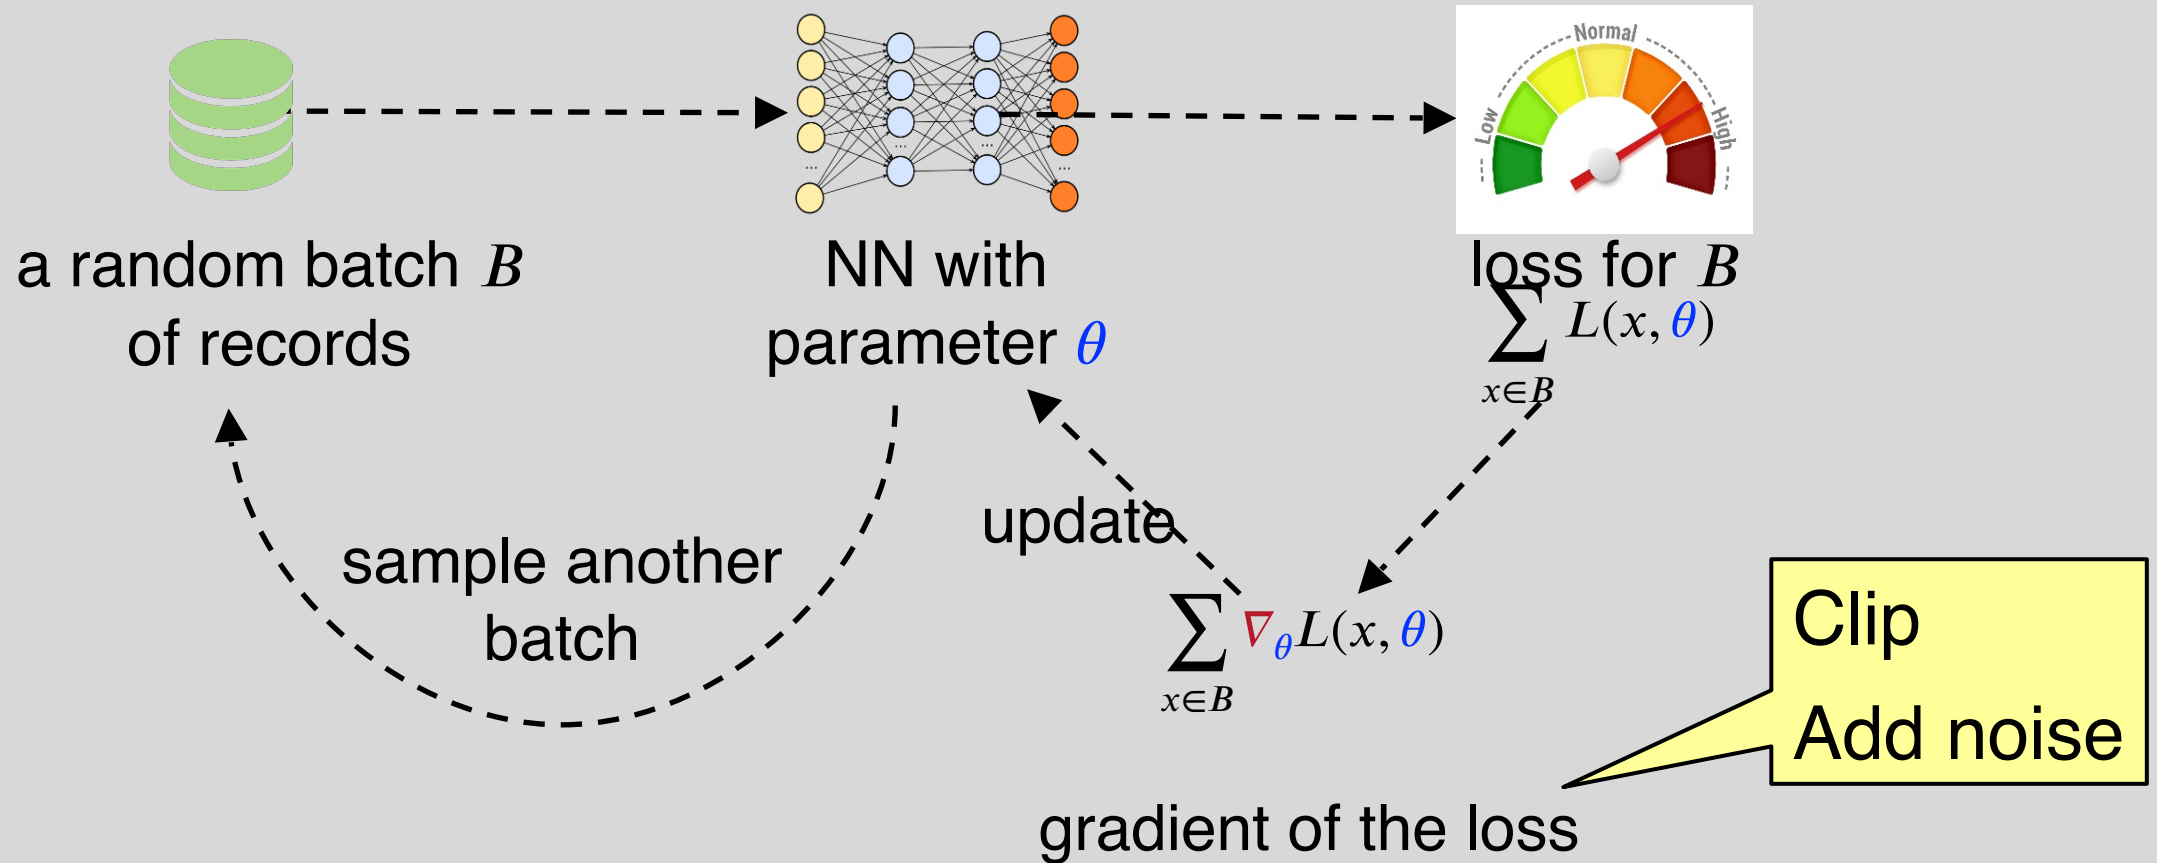 Low
Normal
High
a random batch B
of records
NN with
parameter θ
loss for B
∑ L(x, θ)
x∈B
sample another
batch
update
∑ ∇θL(x, θ)
x∈B
Clip
Add noise
gradient of the loss